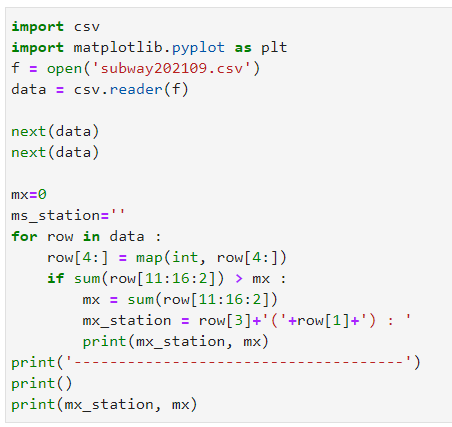 import csv
import matplotlib.pyplot as plt
f = open('subway202109.csv')
data = csv.reader(f)

next(data)
next(data)

mx=0
ms_station=''
for row in data :
    row[4:] = map(int, row[4:])
    if sum(row[11:16:2]) > mx :
        mx = sum(row[11:16:2])
        mx_station = row[3]+'('+row[1]+') : '
        print(mx_station, mx)
print('--------------------------------------')
print()
print(mx_station, mx)